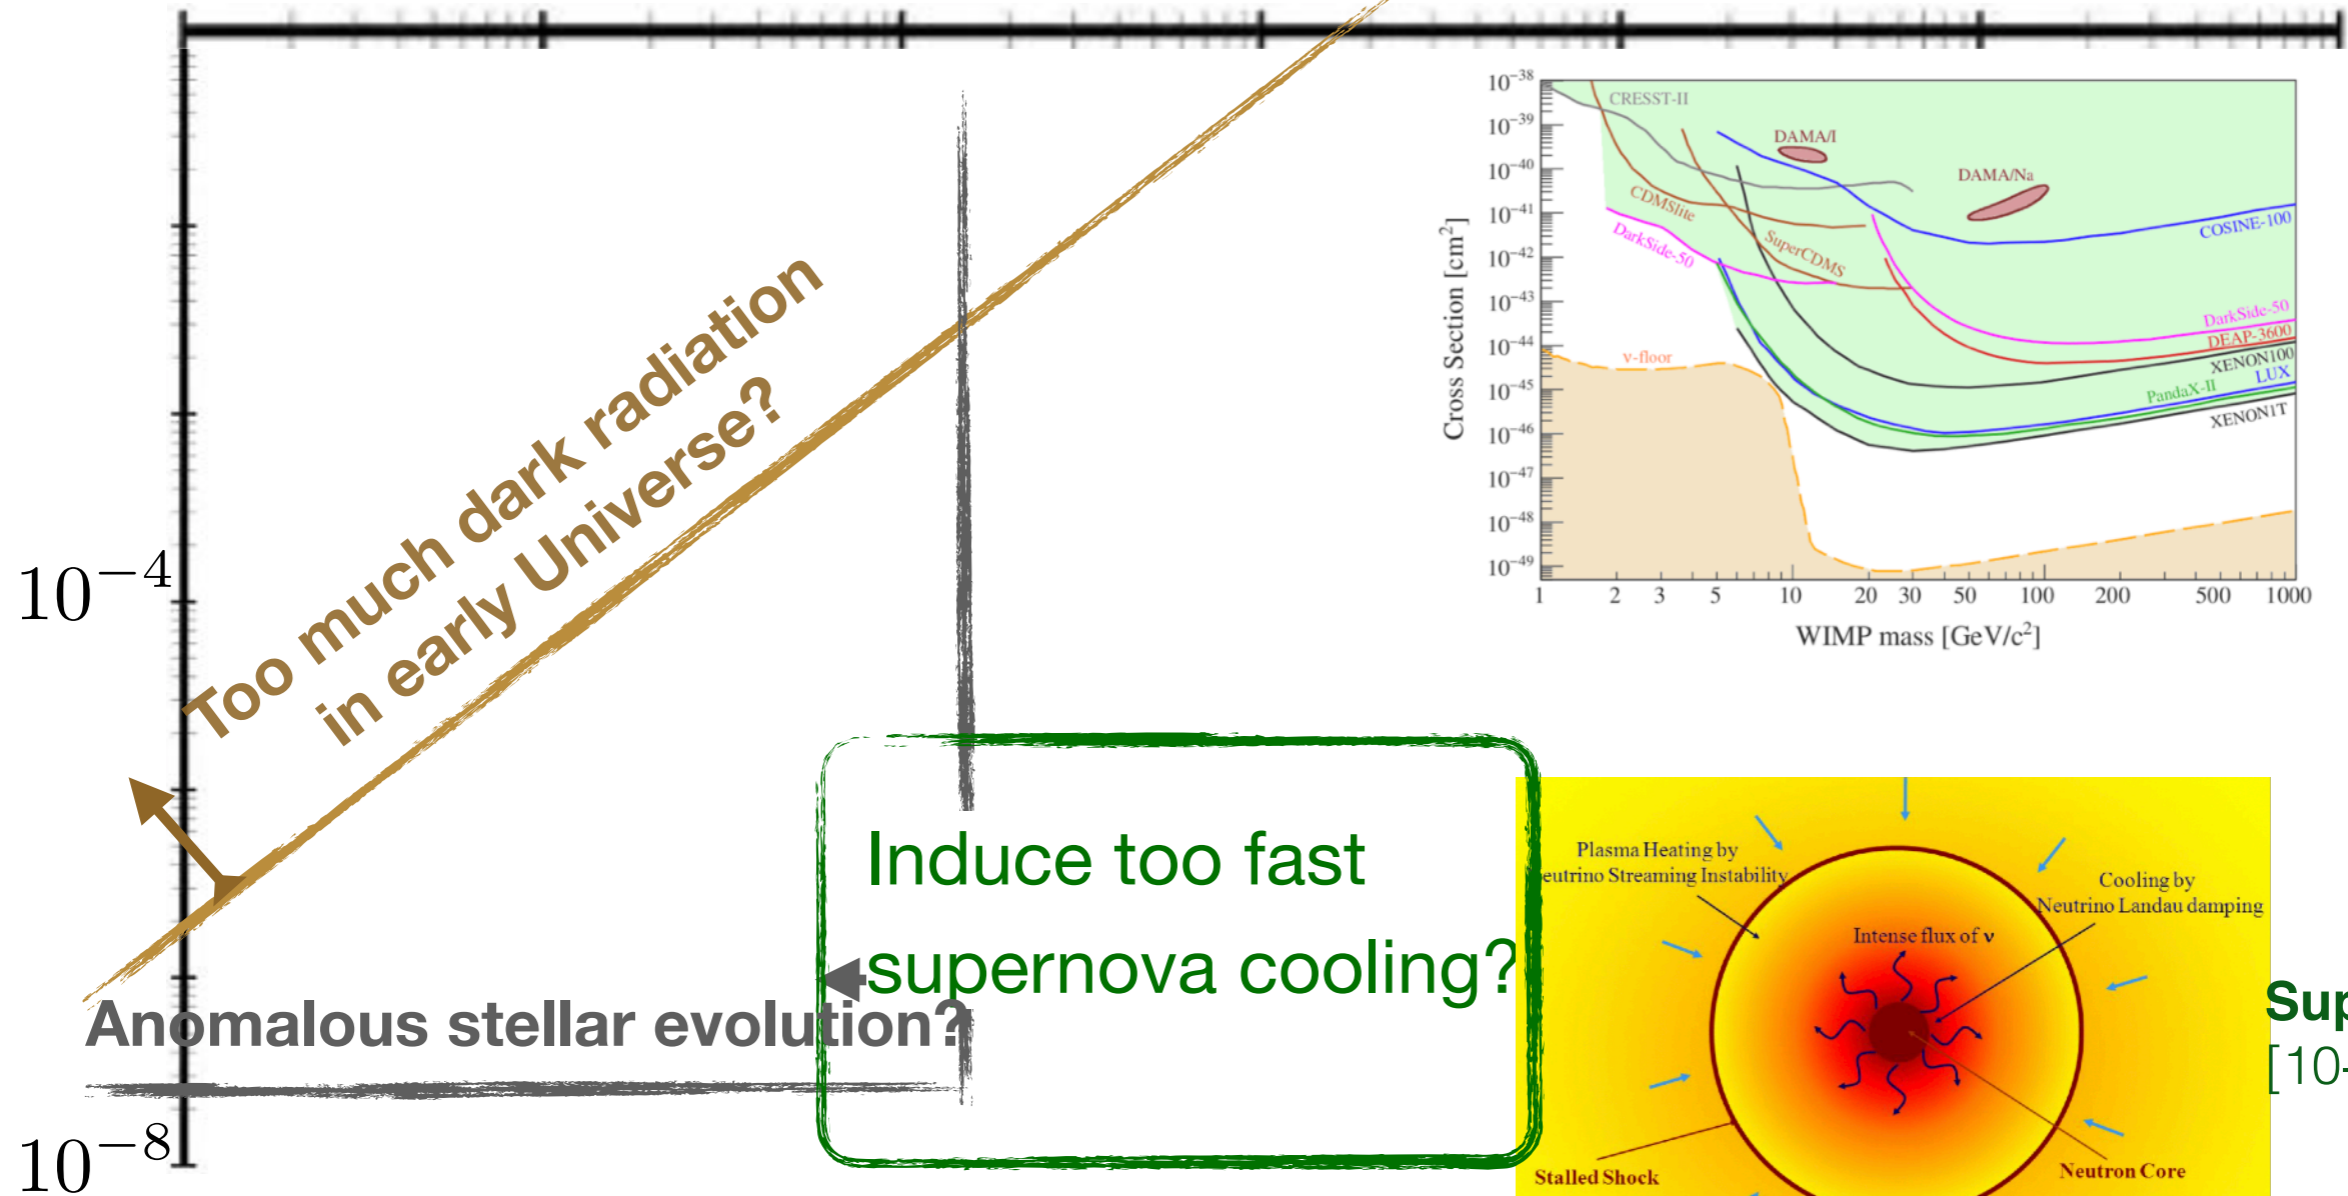 10⁻³⁸
10⁻³⁹
10⁻⁴⁰
10⁻⁴¹
10⁻⁴²
10⁻⁴³
10⁻⁴⁴
10⁻⁴⁵
10⁻⁴⁶
10⁻⁴⁷
10⁻⁴⁸
10⁻⁴⁹
Cross Section [cm²]
CRESST-II
DAMA/I
DAMA/Na
CDMSlite
DarkSide-50
SuperCDMS
COSINE-100
DarkSide-50
DEAP-3600
XENON100
LUX
PandaX-II
XENON1T
ν-floor
1 2 3 5 10 20 30 50 100 200 500 1000
WIMP mass [GeV/c²]
Too much dark radiation
in early Universe?
10⁻⁴
Induce too fast
supernova cooling?
Anomalous stellar evolution?
10⁻⁸
Plasma Heating by
eutrino Streaming Instability
Cooling by
Neutrino Landau damping
Intense flux of ν
Stalled Shock
Neutron Core
Sup
[10-